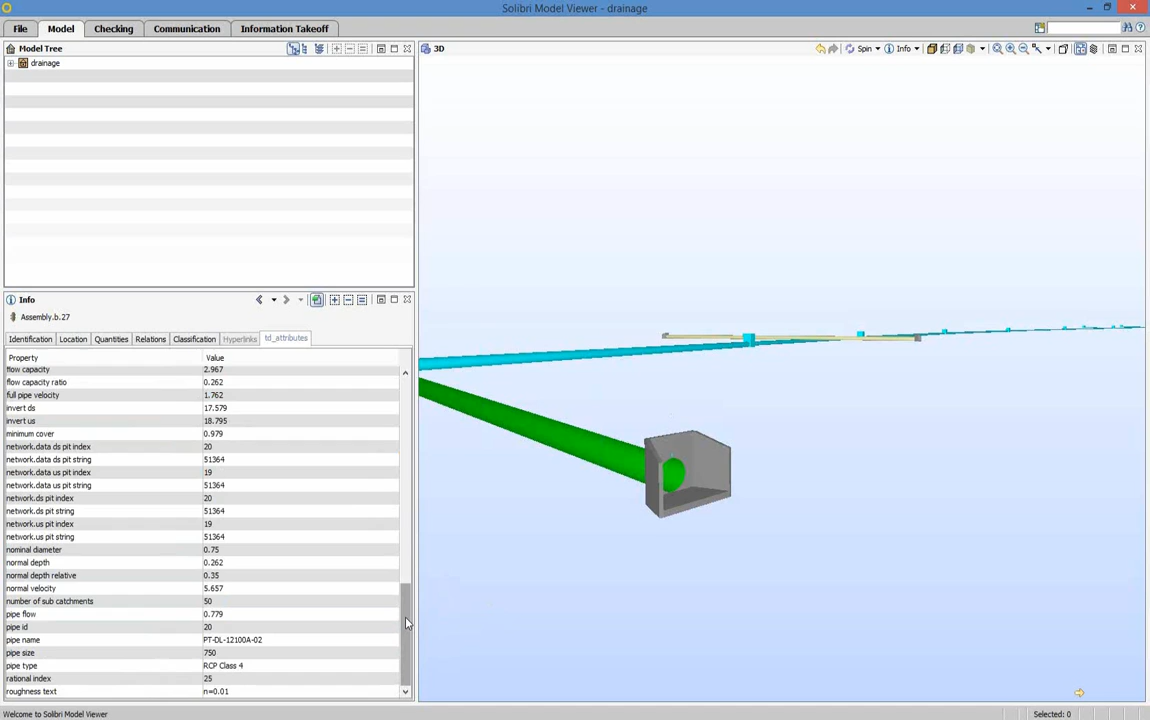 Solibri Model Viewer - drainage
File Model Checking Communication Information Takeoff
Model Tree
3D Spin Info
drainage
Info
Assembly.b.27
Identification Location Quantities Relations Classification Hyperlinks td_attributes
Property Value
flow capacity 2.967
flow capacity ratio 0.262
full pipe velocity 1.762
invert ds 17.579
invert us 18.795
minimum cover 0.979
network.data ds pit index 20
network.data ds pit string 51364
network.data us pit index 19
network.data us pit string 51364
network.ds pit index 20
network.ds pit string 51364
network.us pit index 19
network.us pit string 51364
nominal diameter 0.75
normal depth 0.262
normal depth relative 0.35
normal velocity 5.657
number of sub catchments 50
pipe flow 0.779
pipe id 20
pipe name PT-DL-12100A-02
pipe size 750
pipe type RCP Class 4
rational index 25
roughness text n=0.01
Welcome to Solibri Model Viewer Selected: 0